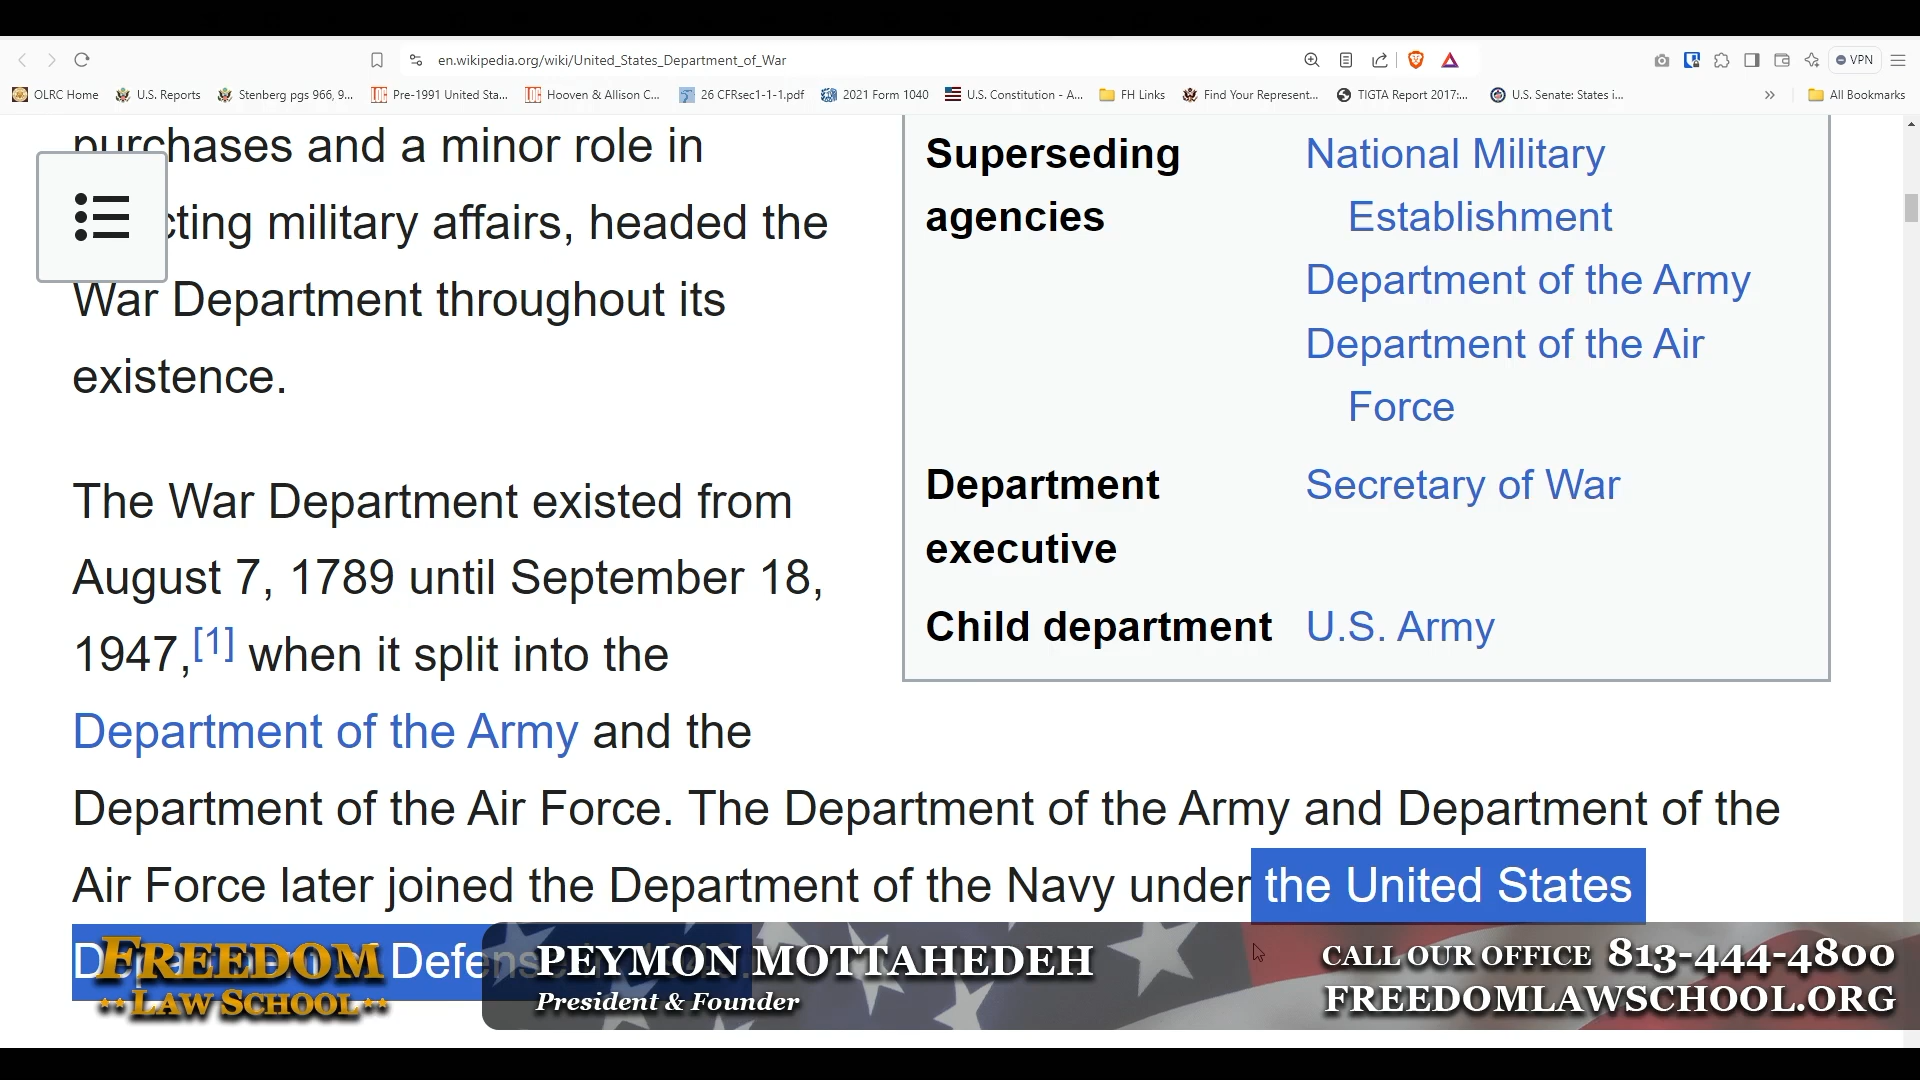 en.wikipedia.org/wiki/United_States_Department_of_War
VPN
OLRC Home
U.S. Reports
Stenberg pgs 966, 9...
Pre-1991 United Sta...
Hooven & Allison C...
26 CFRsec1-1-1.pdf
2021 Form 1040
U.S. Constitution - A...
FH Links
Find Your Represent...
TIGTA Report 2017:...
U.S. Senate: States i...
All Bookmarks
purchases and a minor role in
cting military affairs, headed the
War Department throughout its
existence.
The War Department existed from
August 7, 1789 until September 18,
1947,[1] when it split into the
Department of the Army and the
Department of the Air Force. The Department of the Army and Department of the
Air Force later joined the Department of the Navy under the United States
Superseding
agencies
National Military
Establishment
Department of the Army
Department of the Air
Force
Department
executive
Secretary of War
Child department
U.S. Army
FREEDOM
LAW SCHOOL
PEYMON MOTTAHEDEH
President & Founder
CALL OUR OFFICE 813-444-4800
FREEDOMLAWSCHOOL.ORG